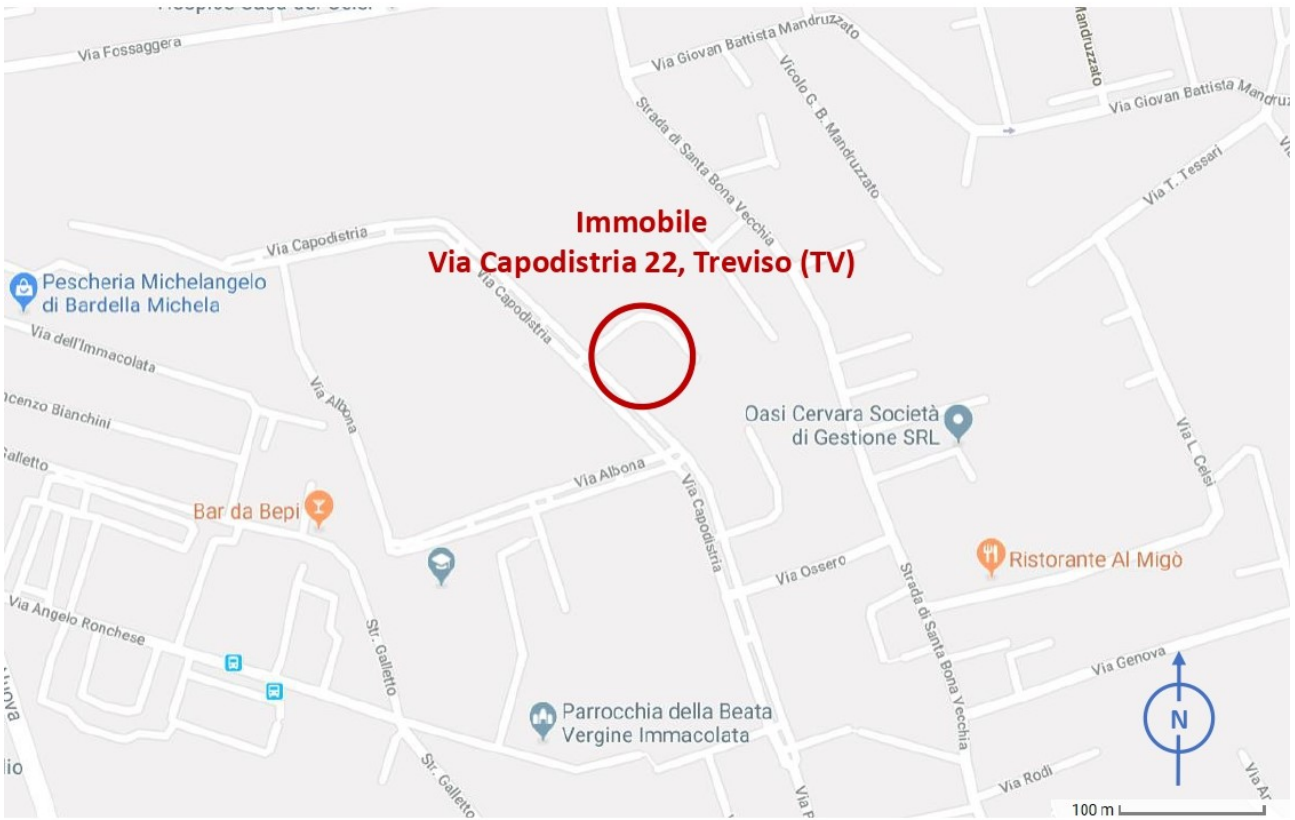 Via Fossaggera
Via Giovan Battista Mandruzzato
Mandruzzato
Vicolo G. B. Mandruzzato
Via Giovan Battista
Strada di Santa Bona Vecchia
Via T. Tessari
Immobile
Via Capodistria 22, Treviso (TV)
Via Capodistria
Via Capodistria
Pescheria Michelangelo
di Bardella Michela
Via dell'Immacolata
Via Albona
Bianchini
Oasi Cervara Società
di Gestione SRL
Via L. Celsi
Galletto
Via Albona
Via Capodistria
Bar da Bepi
Via Ossero
Ristorante Al Migò
Strada di Santa Bona Vecchia
Via Angelo Ronchese
Str. Galletto
Via Genova
Parrocchia della Beata
Vergine Immacolata
N
Str. Galletto
Via Rodi
100 m